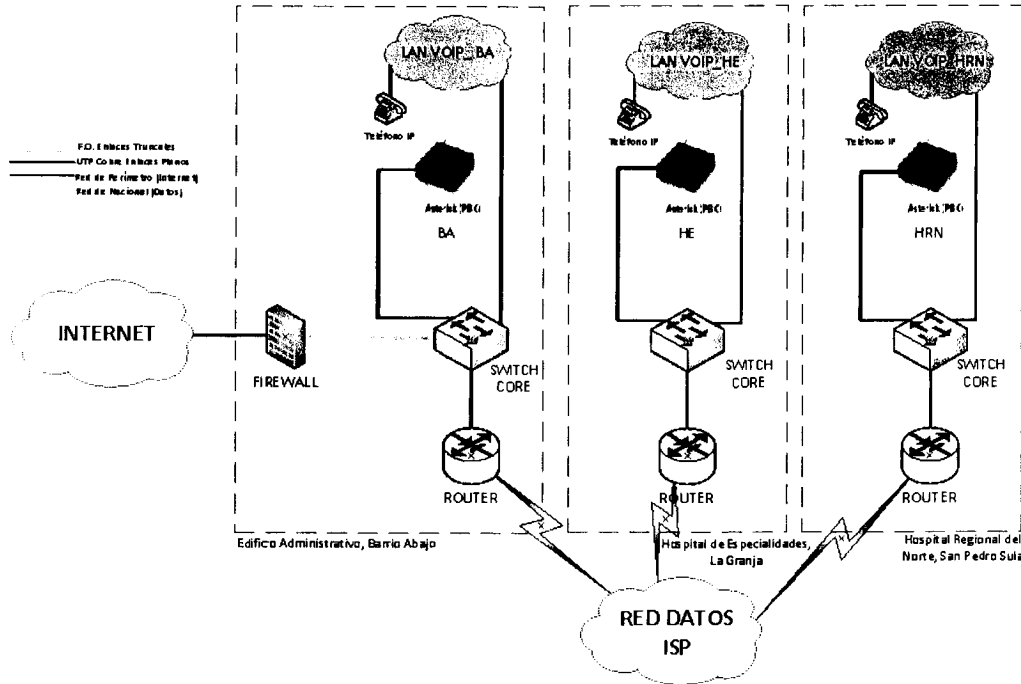 LAN VOIP_BA
LAN VOIP_HE
LAN VOIP_HRN
Teléfono IP
Teléfono IP
Teléfono IP
F.O. Enlaces Truncales
UTP Cobre Enlaces Planos
Red de Perímetro (Internet)
Red de Nacional (Datos)
Asterisk (PBX)
BA
Asterisk (PBX)
HE
Asterisk (PBX)
HRN
INTERNET
FIREWALL
SWITCH
CORE
SWITCH
CORE
SWITCH
CORE
ROUTER
ROUTER
ROUTER
Edifico Administrativo, Barrio Abajo
Hospital de Especialidades,
La Granja
Hospital Regional del
Norte, San Pedro Sula
RED DATOS
ISP